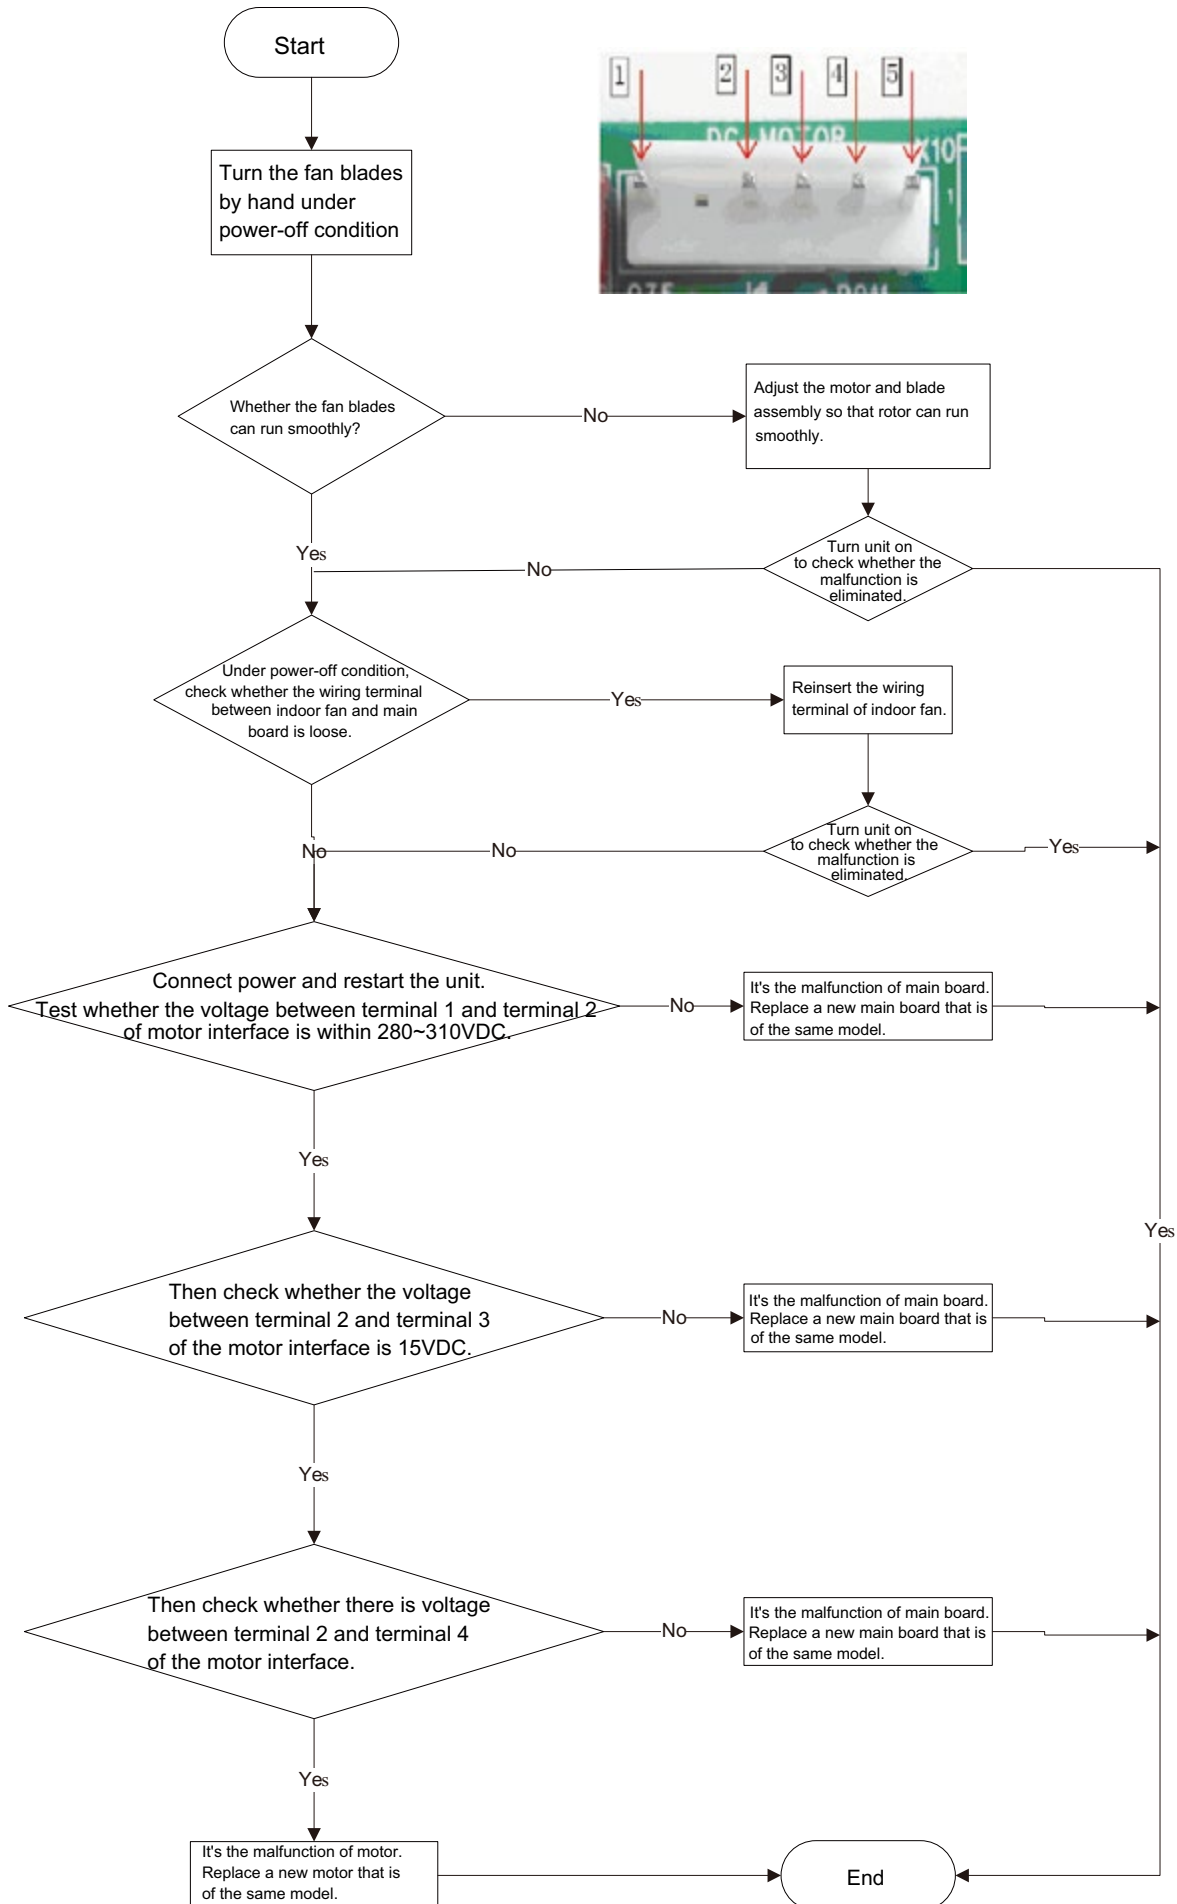 Start
1
2
3
4
5
DC MOTOR
X10
1
Turn the fan blades
by hand under
power-off condition
Whether the fan blades
can run smoothly?
No
Adjust the motor and blade
assembly so that rotor can run
smoothly.
Yes
Turn unit on
to check whether the
malfunction is
eliminated.
No
Under power-off condition,
check whether the wiring terminal
between indoor fan and main
board is loose.
Yes
Reinsert the wiring
terminal of indoor fan.
No
No
Turn unit on
to check whether the
malfunction is
eliminated.
Yes
Connect power and restart the unit.
Test whether the voltage between terminal 1 and terminal 2
of motor interface is within 280~310VDC.
No
It's the malfunction of main board.
Replace a new main board that is
of the same model.
Yes
Yes
Then check whether the voltage
between terminal 2 and terminal 3
of the motor interface is 15VDC.
No
It's the malfunction of main board.
Replace a new main board that is
of the same model.
Yes
Then check whether there is voltage
between terminal 2 and terminal 4
of the motor interface.
No
It's the malfunction of main board.
Replace a new main board that is
of the same model.
Yes
It's the malfunction of motor.
Replace a new motor that is
of the same model.
End